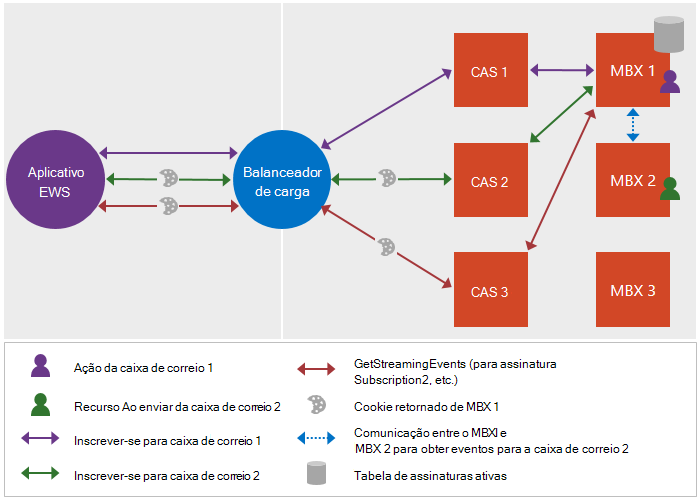 CAS 1
MBX 1
Aplicativo
EWS
Balanceador
de carga
CAS 2
MBX 2
CAS 3
MBX 3
Ação da caixa de correio 1
GetStreamingEvents (para assinatura
Subscription2, etc.)
Recurso Ao enviar da caixa de correio 2
Cookie retornado de MBX 1
Inscrever-se para caixa de correio 1
Comunicação entre o MBXl e
MBX 2 para obter eventos para a caixa de correio 2
Inscrever-se para caixa de correio 2
Tabela de assinaturas ativas